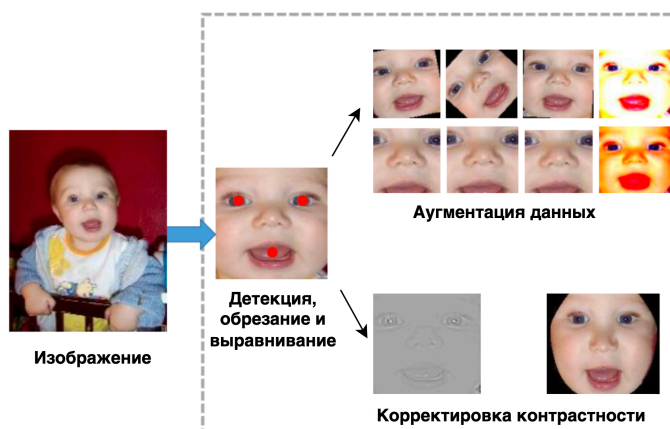 Аугментация данных
Детекция,
обрезание и
выравнивание
Изображение
Корректировка контрастности